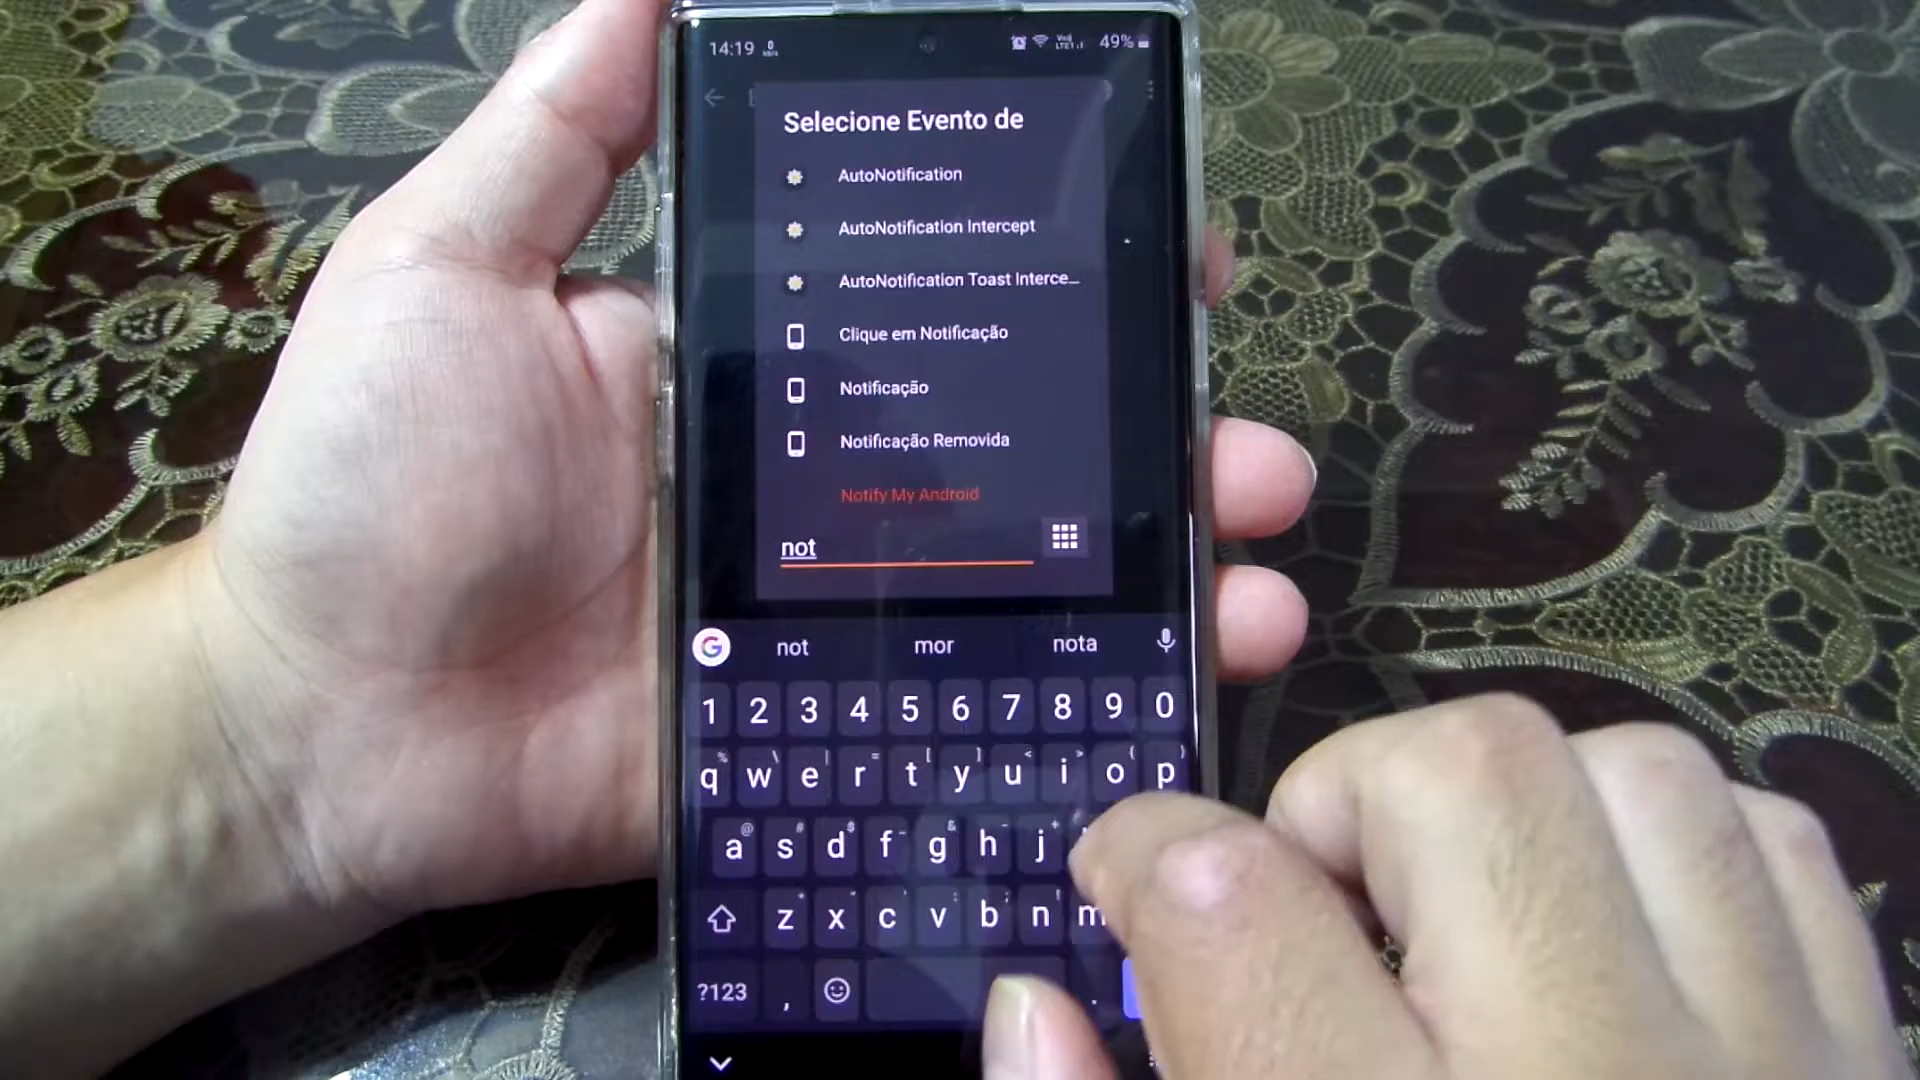 14:19
49%
Selecione Evento de
AutoNotification
AutoNotification Intercept
AutoNotification Toast Interce...
Clique em Notificação
Notificação
Notificação Removida
Notify My Android
not
not mor nota
1 2 3 4 5 6 7 8 9 0
q w e r t y u i o p
a s d f g h j
z x c v b n m
?123 , .